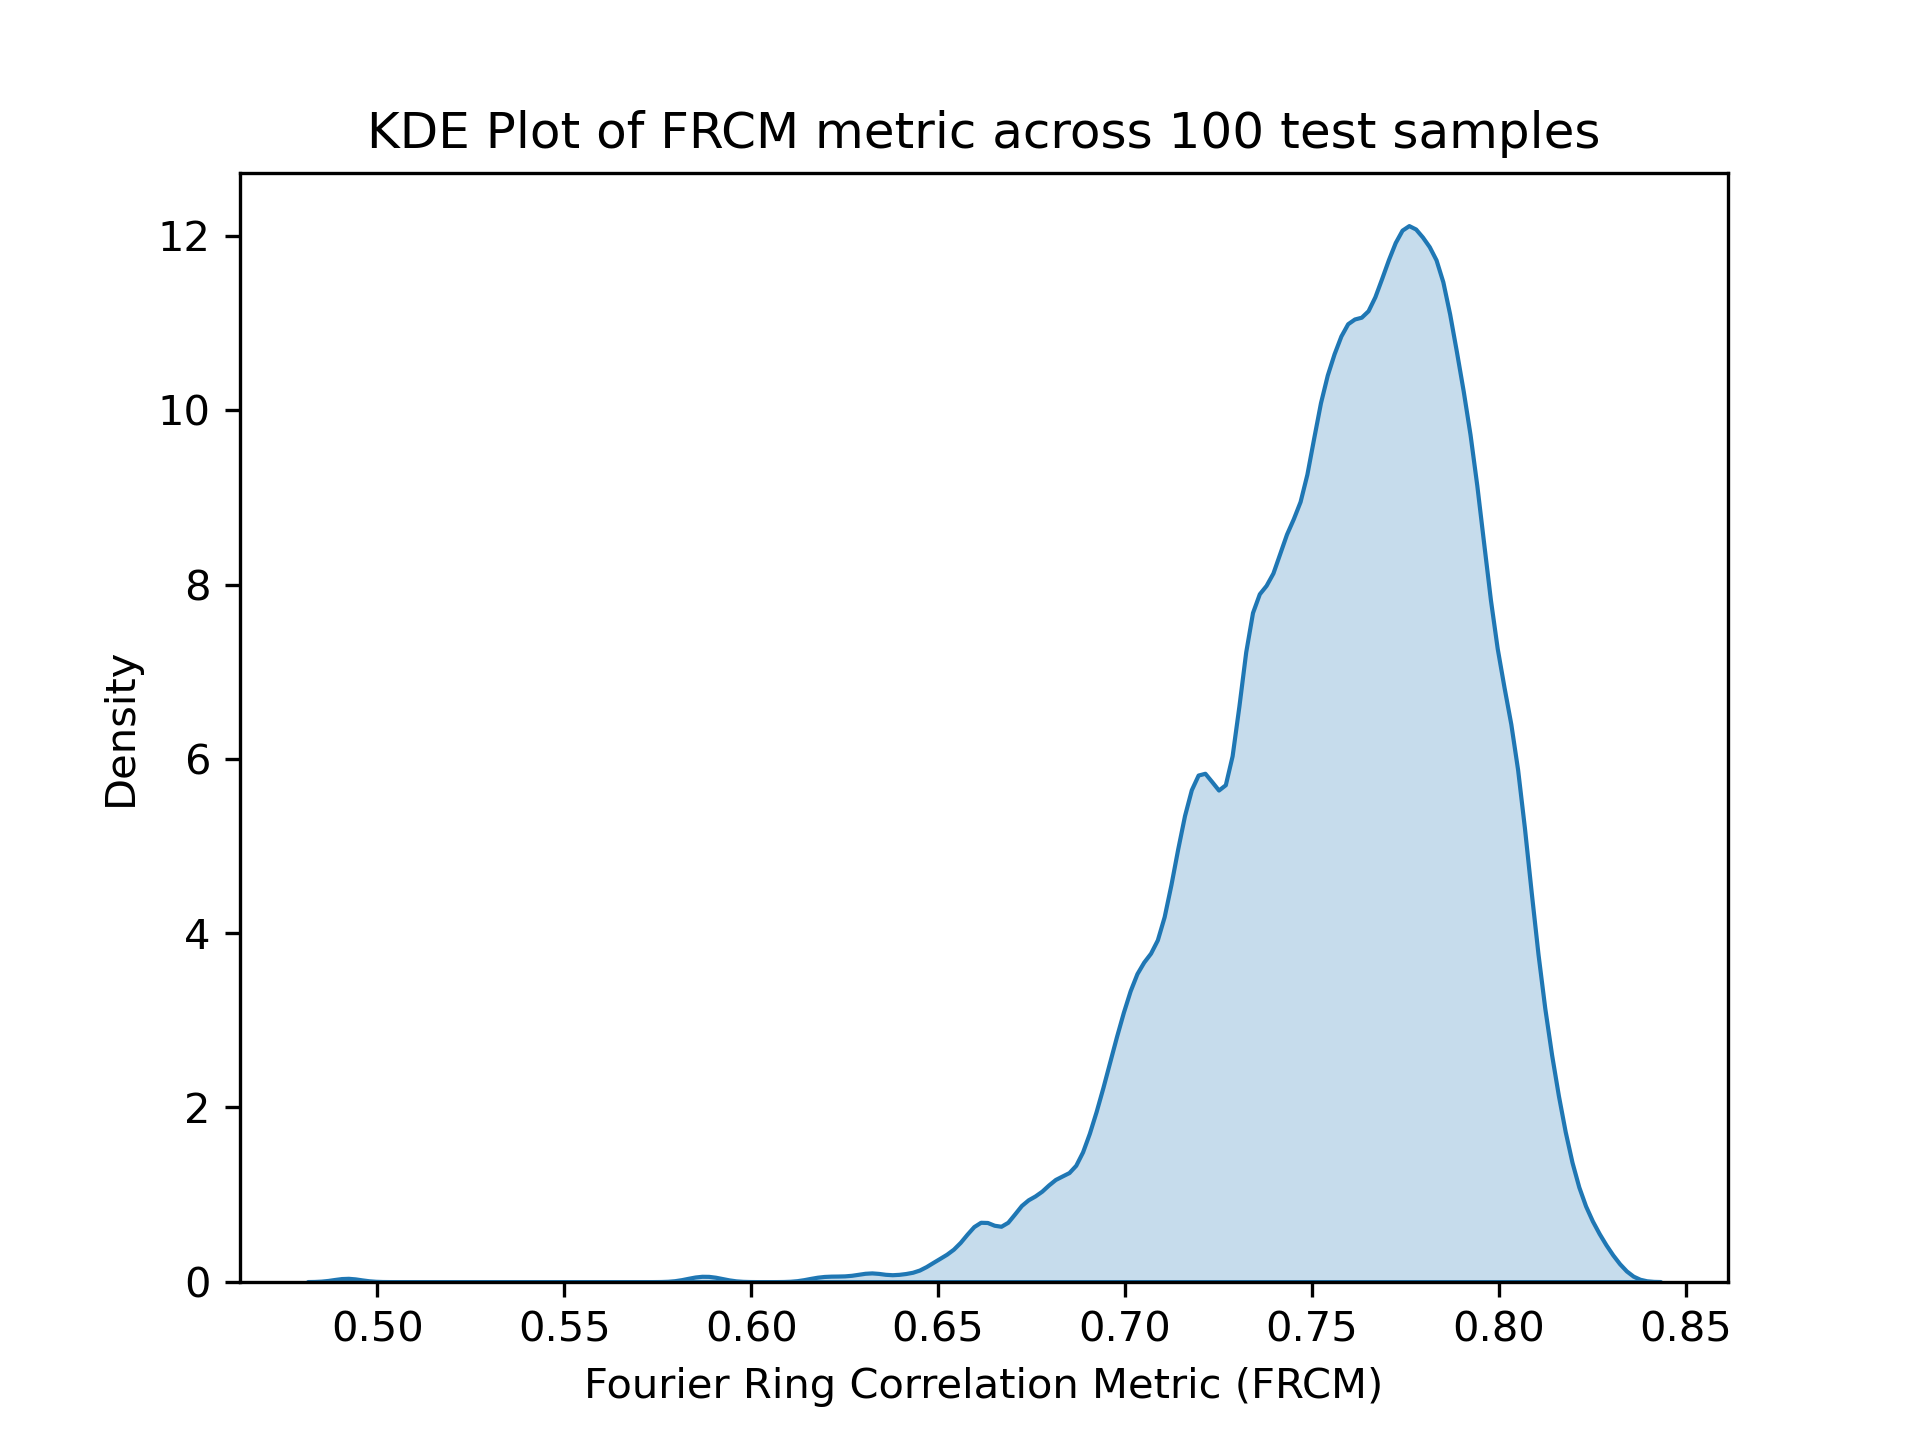 KDE Plot of FRCM metric across 100 test samples
12
10
8
6
4
2
0
Density
0.50 0.55 0.60 0.65 0.70 0.75 0.80 0.85
Fourier Ring Correlation Metric (FRCM)